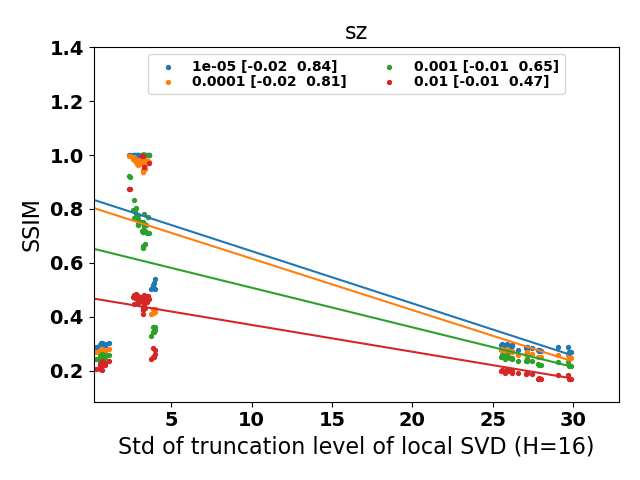 sz
1e-05 [-0.02  0.84]
0.0001 [-0.02  0.81]
0.001 [-0.01  0.65]
0.01 [-0.01  0.47]
1.4
1.2
1.0
0.8
0.6
0.4
0.2
SSIM
5 10 15 20 25 30
Std of truncation level of local SVD (H=16)